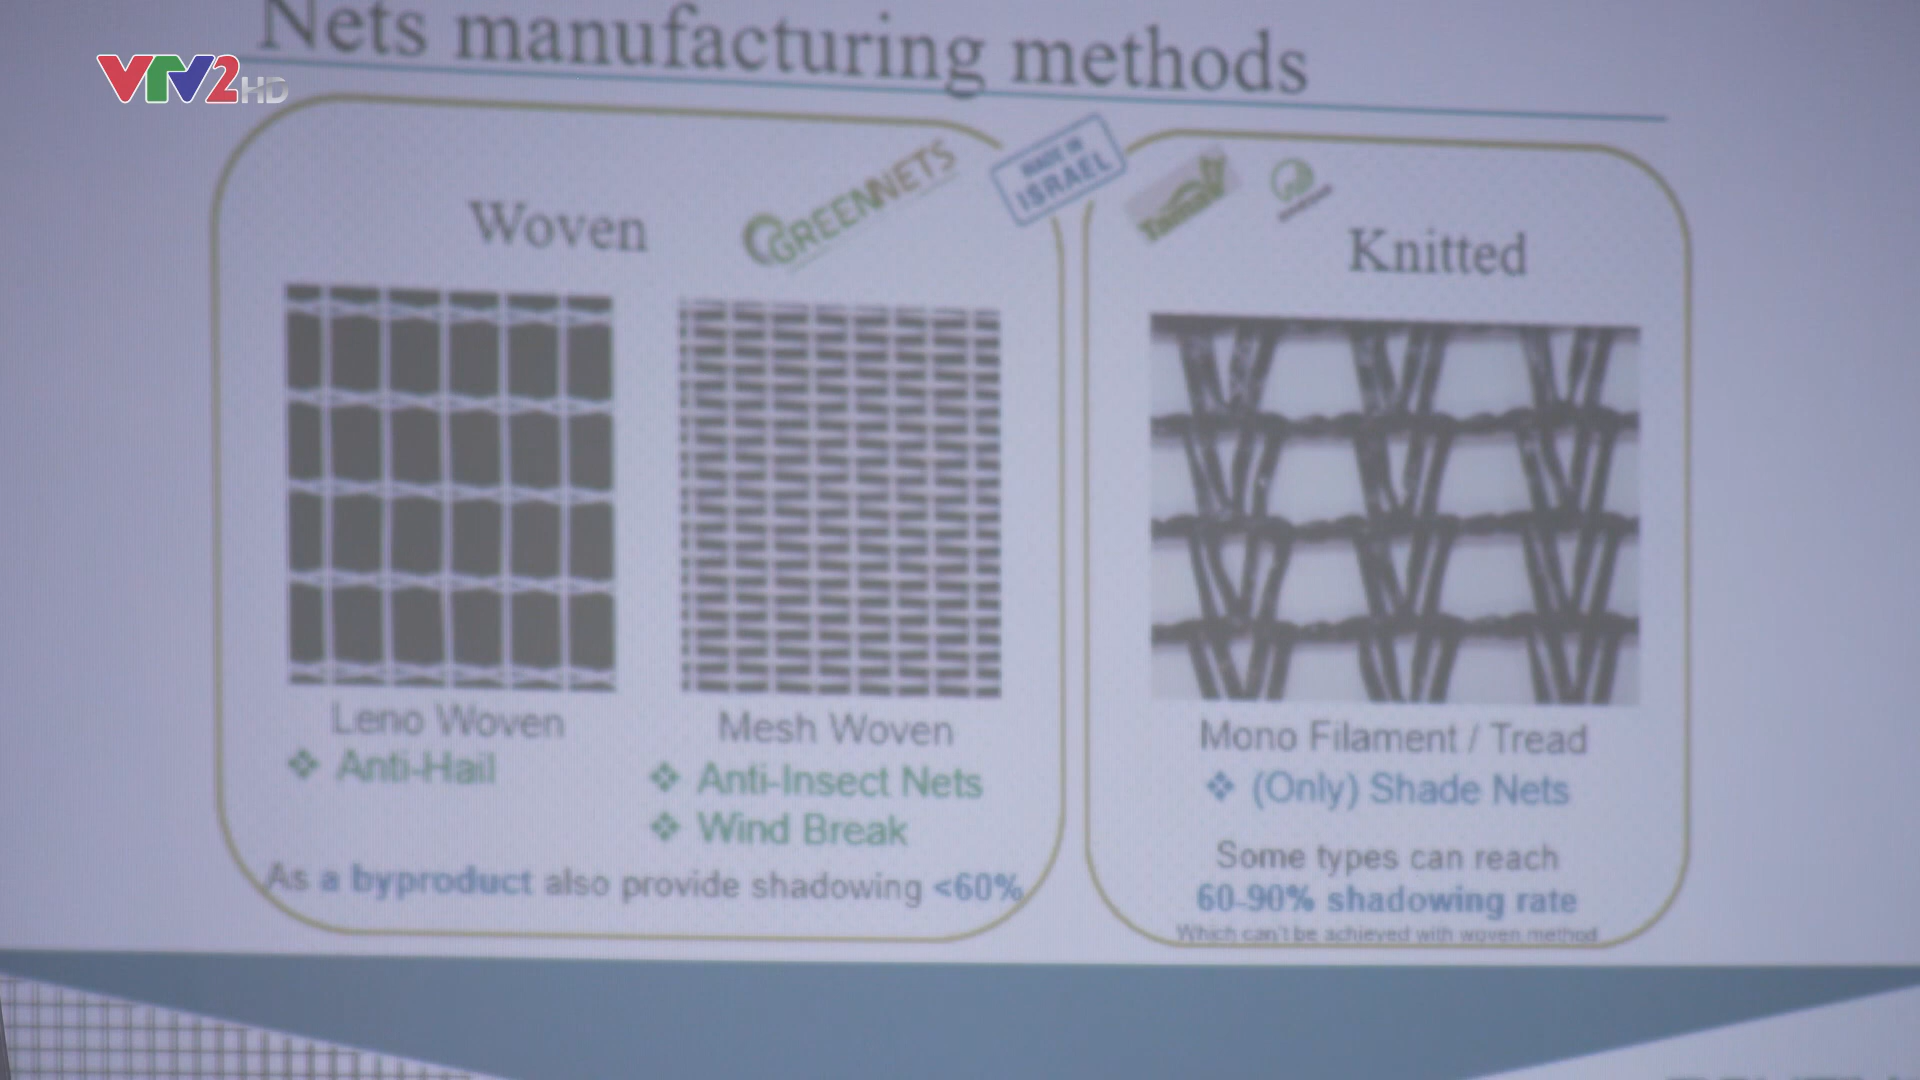 Nets manufacturing methods
VTV2HD
GREENNETS
MADE IN
ISRAEL
Woven
Knitted
Leno Woven
Anti-Hail
Mesh Woven
Anti-Insect Nets
Wind Break
As a byproduct also provide shadowing <60%
Mono Filament / Tread
(Only) Shade Nets
Some types can reach
60-90% shadowing rate
Which can't be achieved with woven method